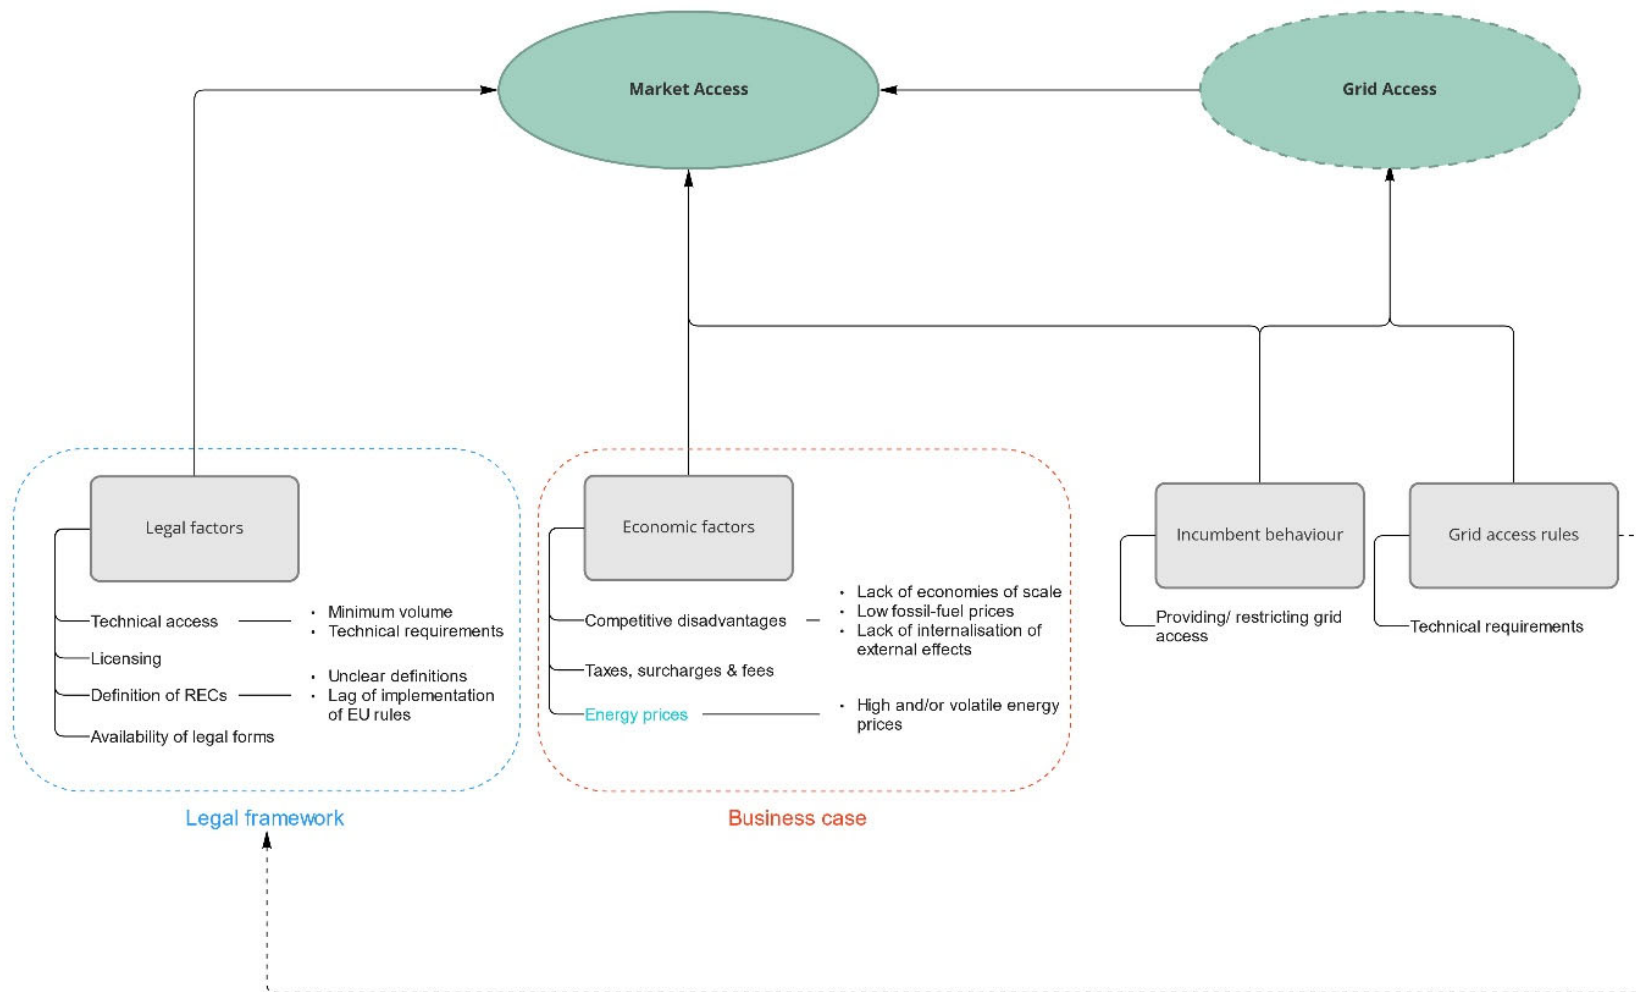 Market Access
Grid Access
Legal factors
Technical access
• Minimum volume
• Technical requirements
Licensing
Definition of RECs
• Unclear definitions
• Lag of implementation
of EU rules
Availability of legal forms
Legal framework
Economic factors
Competitive disadvantages
• Lack of economies of scale
• Low fossil-fuel prices
• Lack of internalisation of
external effects
Taxes, surcharges & fees
Energy prices
• High and/or volatile energy
prices
Business case
Incumbent behaviour
Providing/ restricting grid
access
Grid access rules
Technical requirements